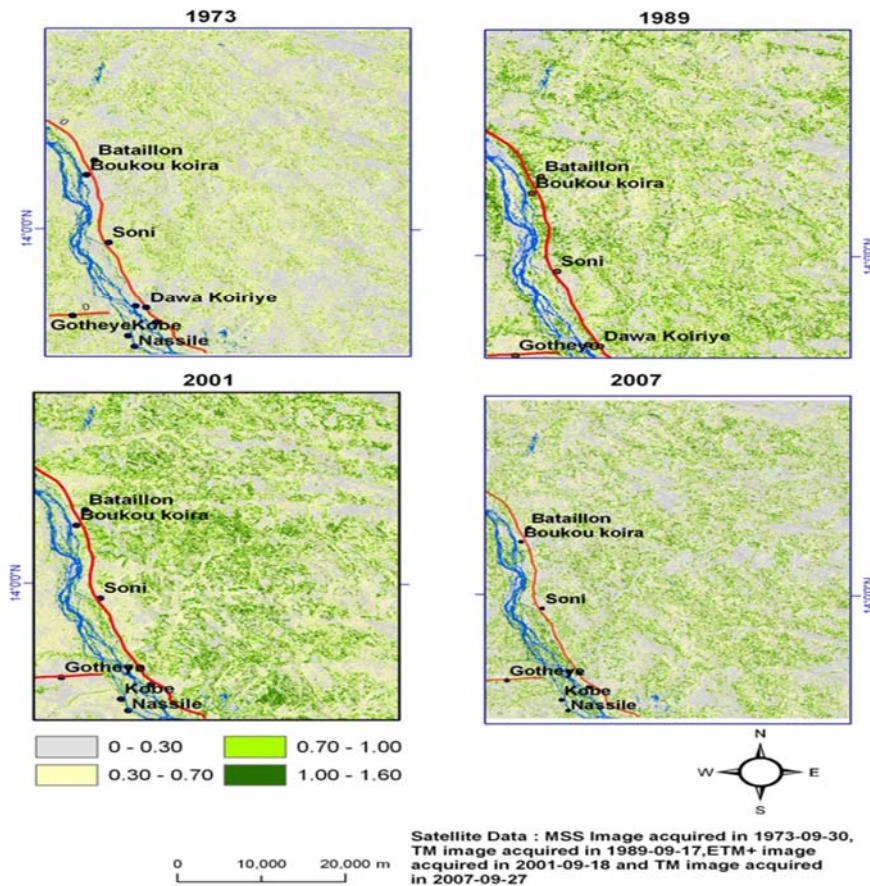 1973
1989
Bataillon
Boukou koira
Soni
Dawa Koiriye
Gotheye
Kobe
Nassile
14°0'0"N
0
0
Bataillon
Boukou koira
Soni
Dawa Koiriye
Gotheye
14°0'0"N
2001
2007
Bataillon
Boukou koira
Soni
Gotheye
Kobe
Nassile
14°0'0"N
Bataillon
Boukou koira
Soni
Gotheye
Kobe
Nassile
14°0'0"N
0 - 0.30
0.70 - 1.00
0.30 - 0.70
1.00 - 1.60
N
W
E
S
0 10,000 20,000 m
Satellite Data : MSS Image acquired in 1973-09-30,
TM image acquired in 1989-09-17,ETM+ image
acquired in 2001-09-18 and TM image acquired
in 2007-09-27